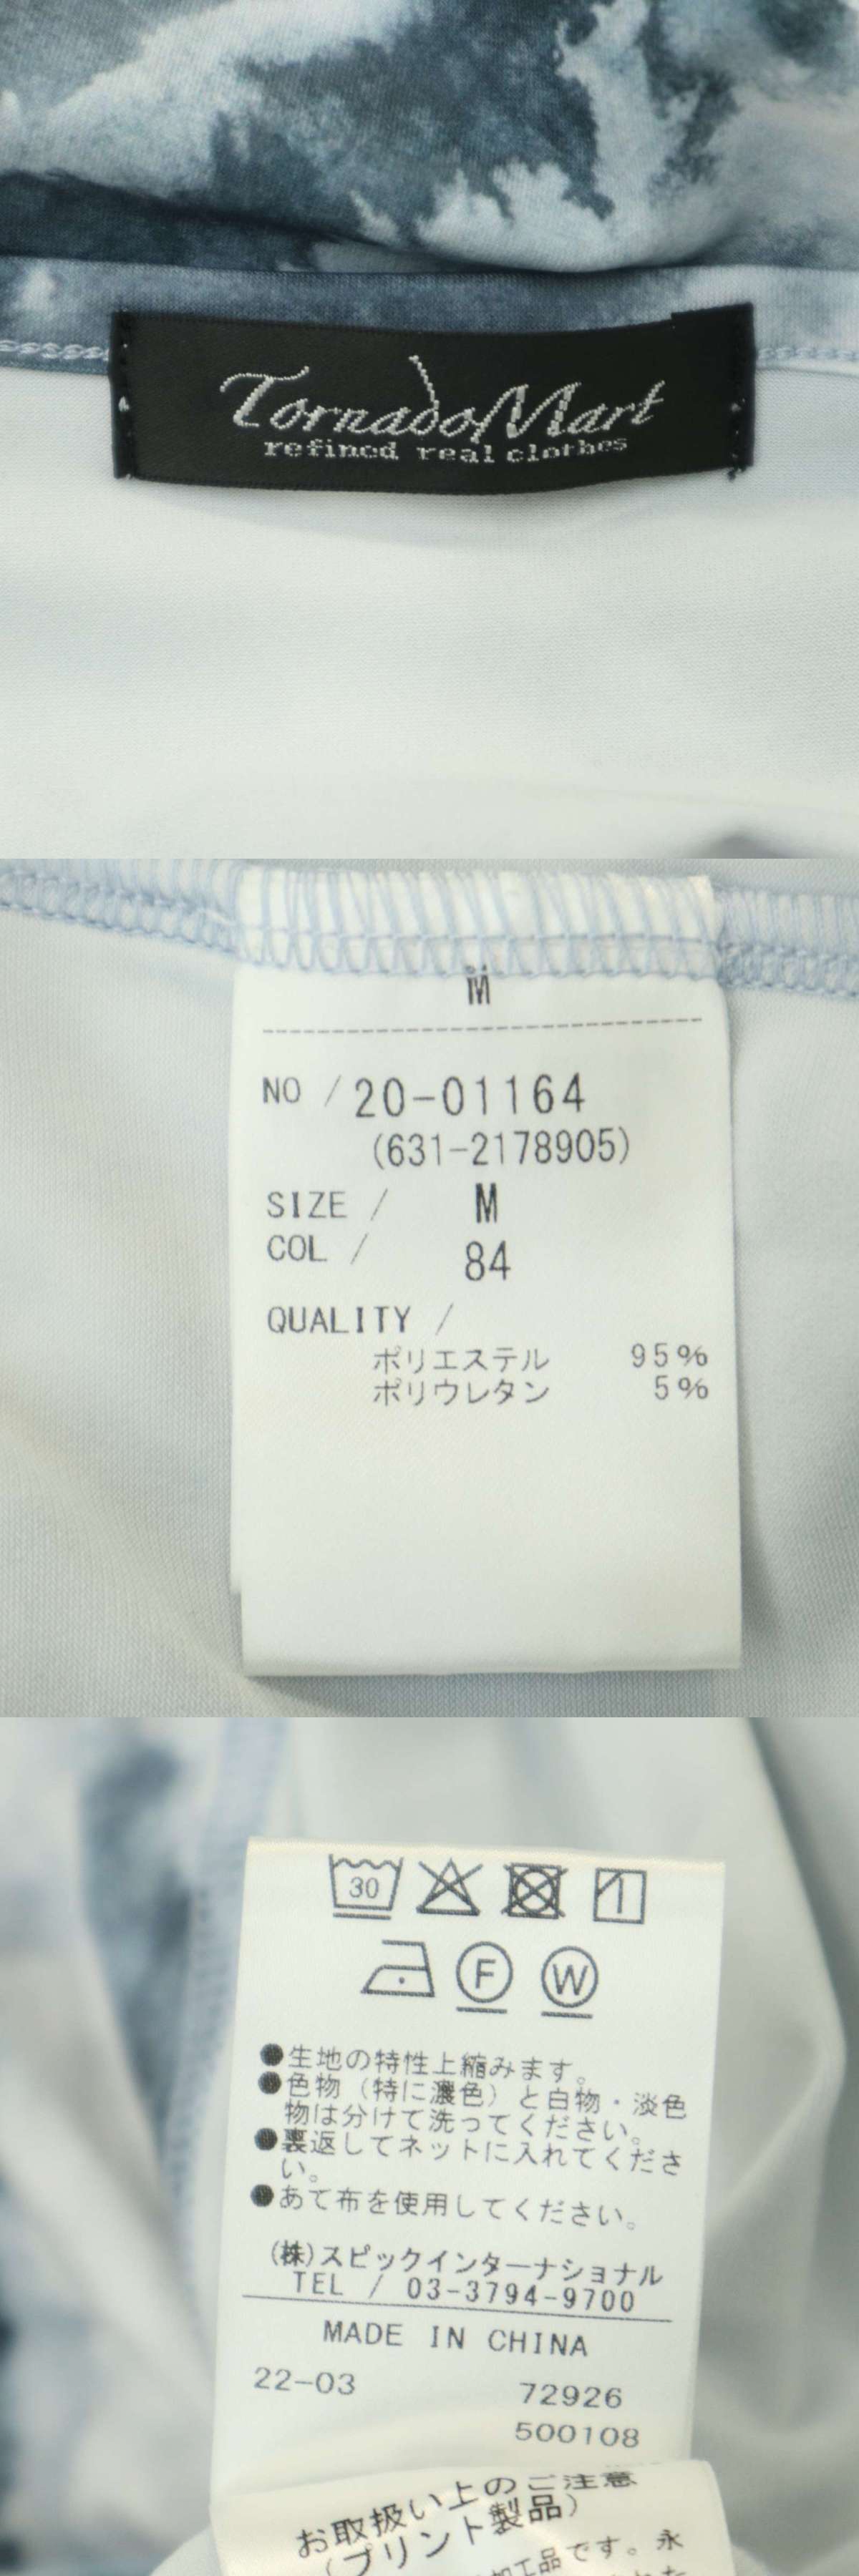 TornadoMart
refined real clothes
M
NO / 20-01164
(631-2178905)
SIZE / M
COL / 84
QUALITY /
ポリエステル 95%
ポリウレタン 5%
30
F W
●生地の特性上縮みます。
●色物（特に濃色）と白物・淡色
物は分けて洗ってください。
●裏返してネットに入れてくださ
い。
●あて布を使用してください。
(株)スピックインターナショナル
TEL / 03-3794-9700
MADE IN CHINA
22-03 72926
500108
お取扱い上のご注意
(プリント製品)
加工品です。永